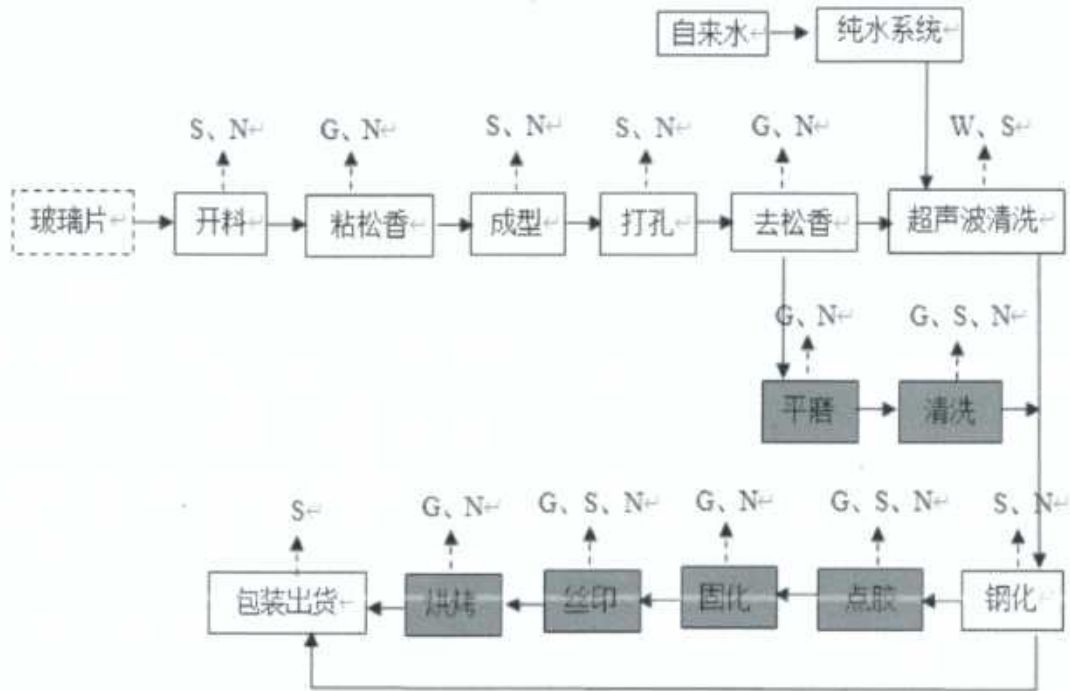 自来水 纯水系统
S、N G、N S、N S、N G、N W、S
玻璃片 开料 粘松香 成型 打孔 去松香 超声波清洗
G、N G、S、N
平磨 清洗
S G、N G、S、N G、N G、S、N S、N
包装出货 烘烤 丝印 固化 点胶 钢化